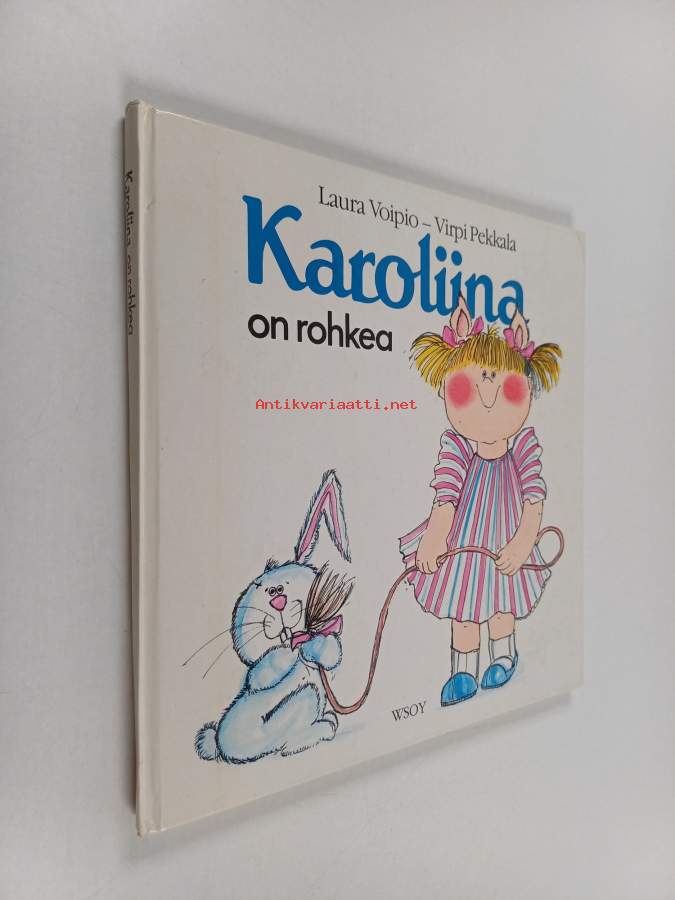 Karoliina on rohkea
Laura Voipio – Virpi Pekkala
Karoliina
on rohkea
Antikvariaatti.net
WSOY